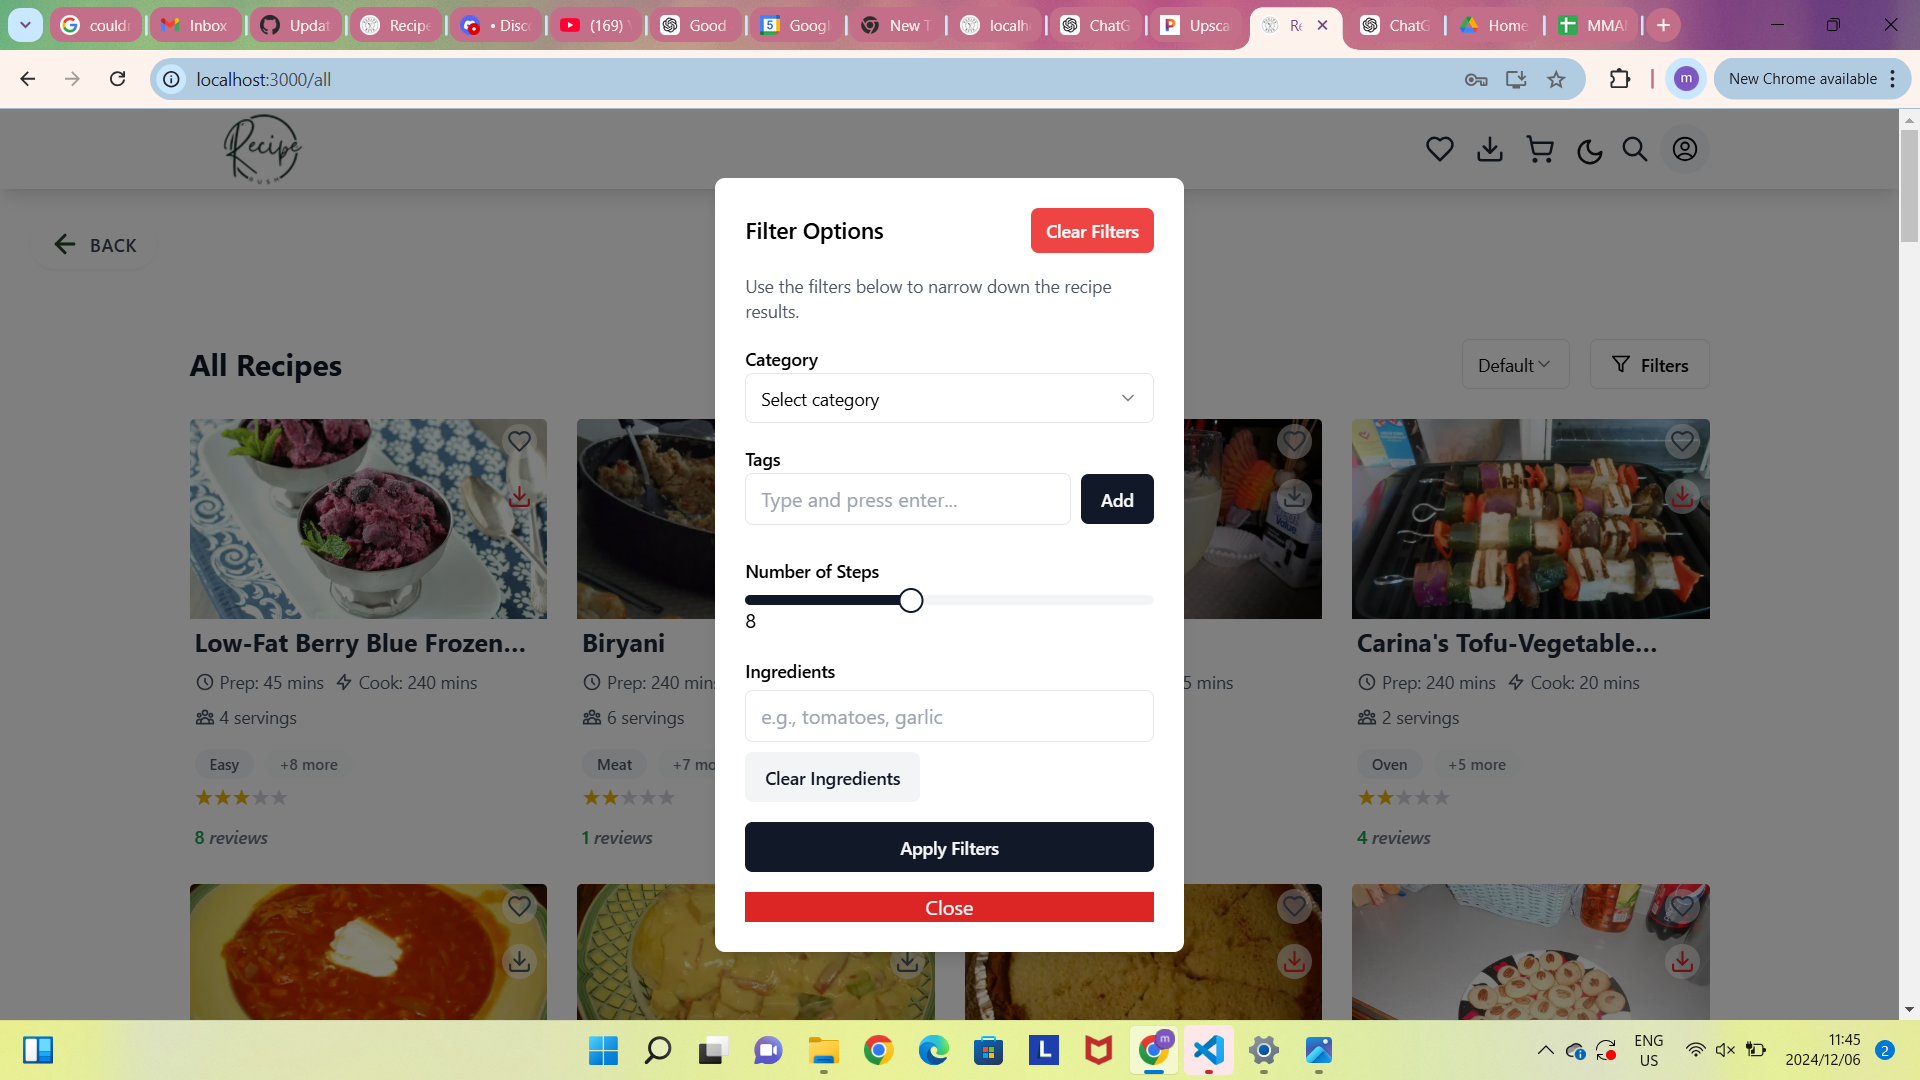 couldr
Inbox
Updat
Recipe
• Disco
(169) Y
Good
Googl
New T
localh
ChatG
Upsca
Re
ChatG
Home
MMAI
localhost:3000/all
m
New Chrome available
Recipe
RUSH
BACK
Filter Options
Clear Filters
Use the filters below to narrow down the recipe
results.
All Recipes
Default
Filters
Category
Select category
Tags
Type and press enter...
Add
Number of Steps
8
Ingredients
e.g., tomatoes, garlic
Clear Ingredients
Apply Filters
Close
Low-Fat Berry Blue Frozen...
Prep: 45 mins Cook: 240 mins
4 servings
Easy +8 more
8 reviews
Biryani
Prep: 240 min
6 servings
Meat +7 mo
1 reviews
5 mins
Carina's Tofu-Vegetable...
Prep: 240 mins Cook: 20 mins
2 servings
Oven +5 more
4 reviews
L
m
ENG
US
11:45
2024/12/06
2